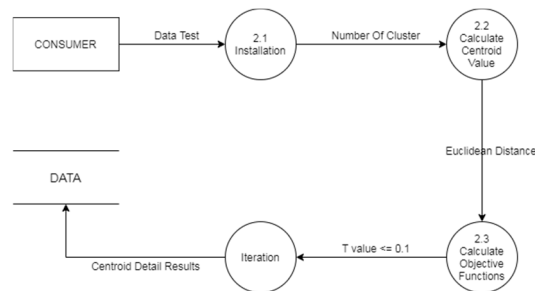 CONSUMER
Data Test
2.1
Installation
Number Of Cluster
2.2
Calculate
Centroid
Value
Euclidean Distance
DATA
Centroid Detail Results
Iteration
T value <= 0.1
2.3
Calculate
Objective
Functions